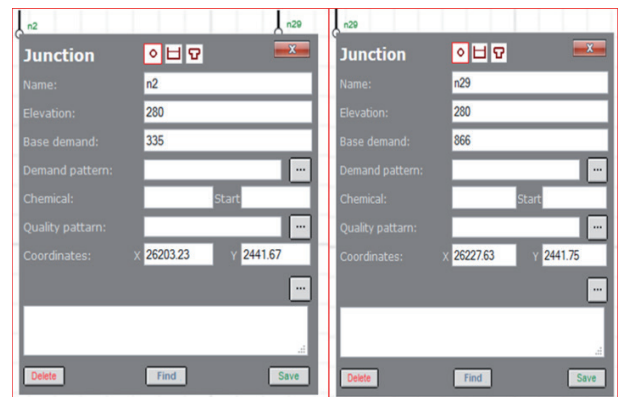 n2
n29
Junction
X
Name:
n2
Elevation:
280
Base demand:
335
Demand pattern:
...
Chemical:
Start
Quality pattarn:
...
Coordinates:
X 26203.23
Y 2441.67
...
Delete
Find
Save
n29
Junction
X
Name:
n29
Elevation:
280
Base demand:
866
Demand pattern:
...
Chemical:
Start
Quality pattarn:
...
Coordinates:
X 26227.63
Y 2441.75
...
Delete
Find
Save